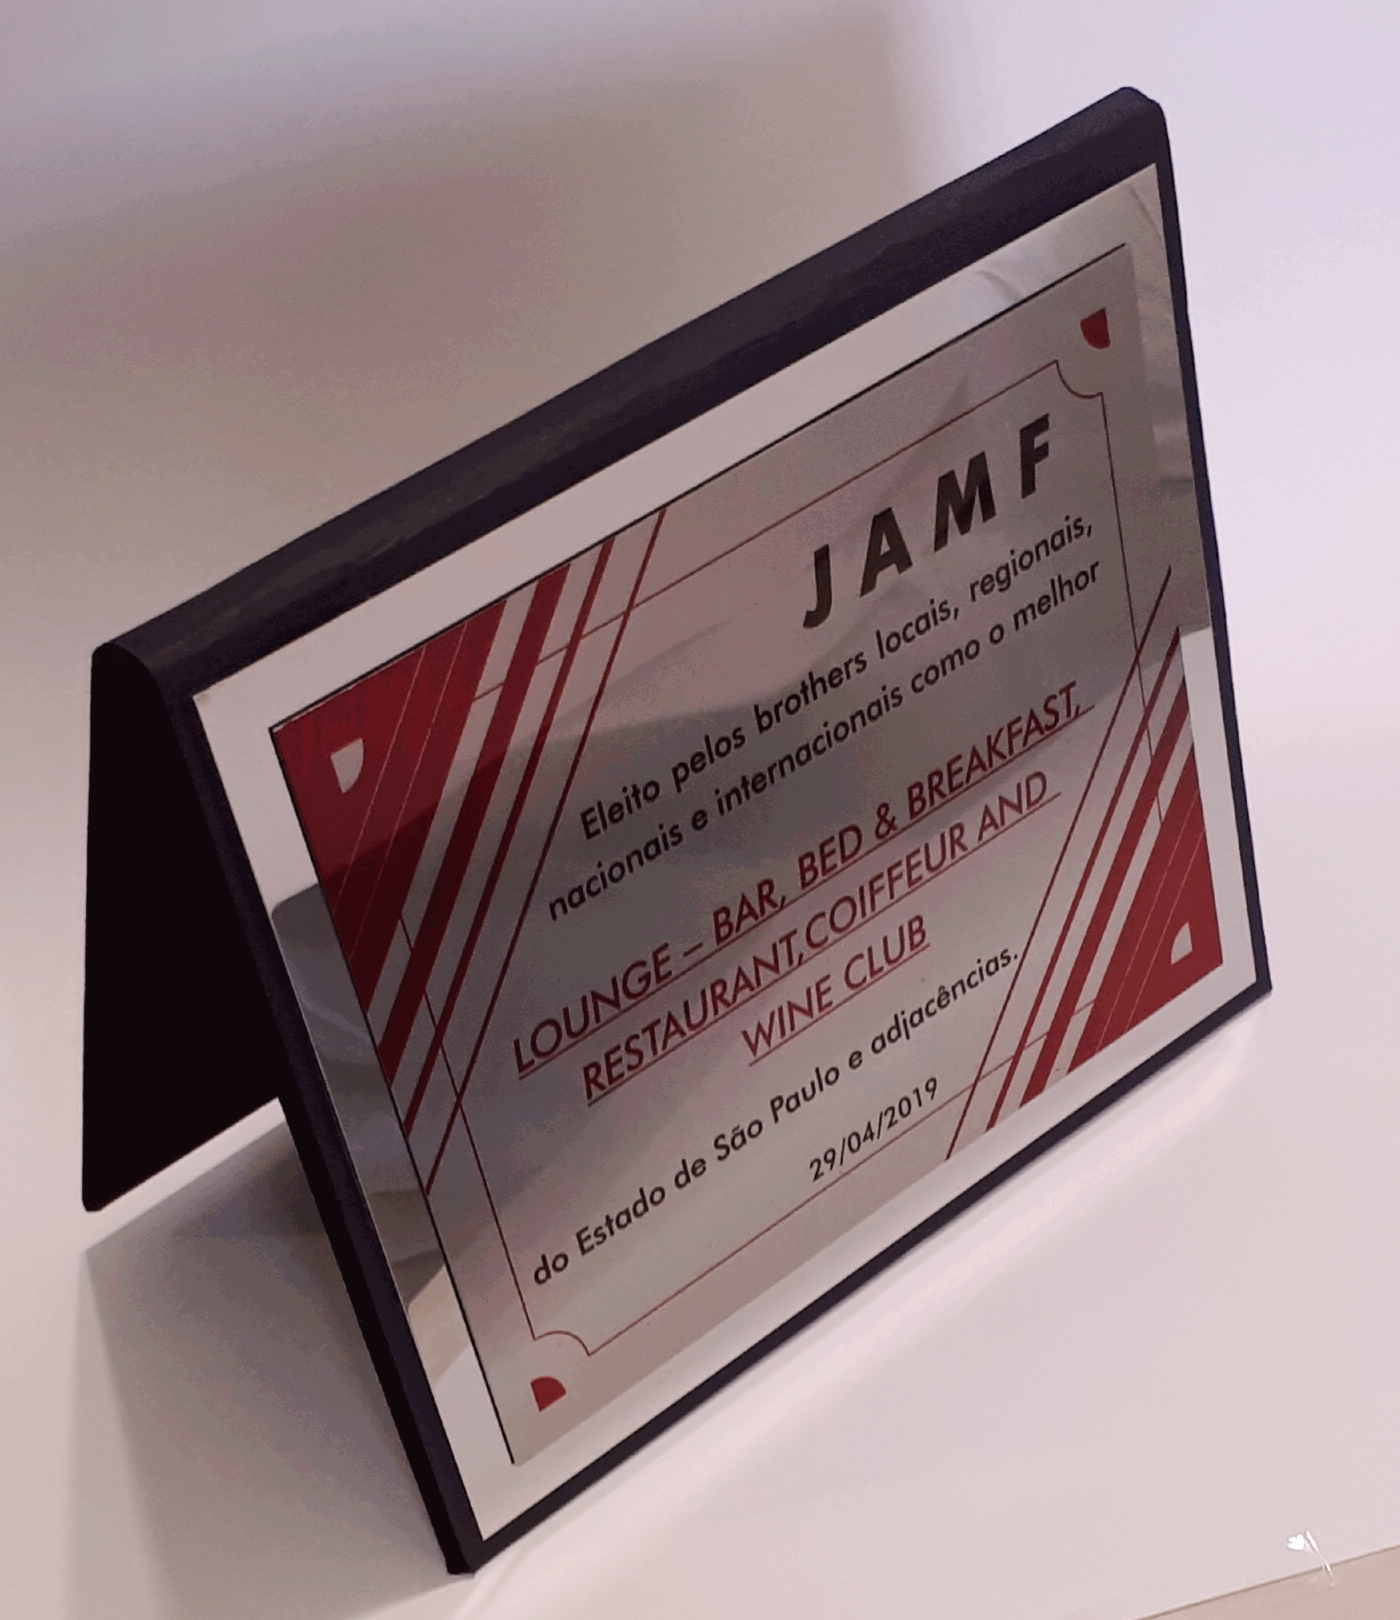 JAMF
Eleito pelos brothers locais, regionais,
nacionais e internacionais como o melhor
LOUNGE – BAR, BED & BREAKFAST,
RESTAURANT,COIFFEUR AND
WINE CLUB
do Estado de São Paulo e adjacências.
29/04/2019